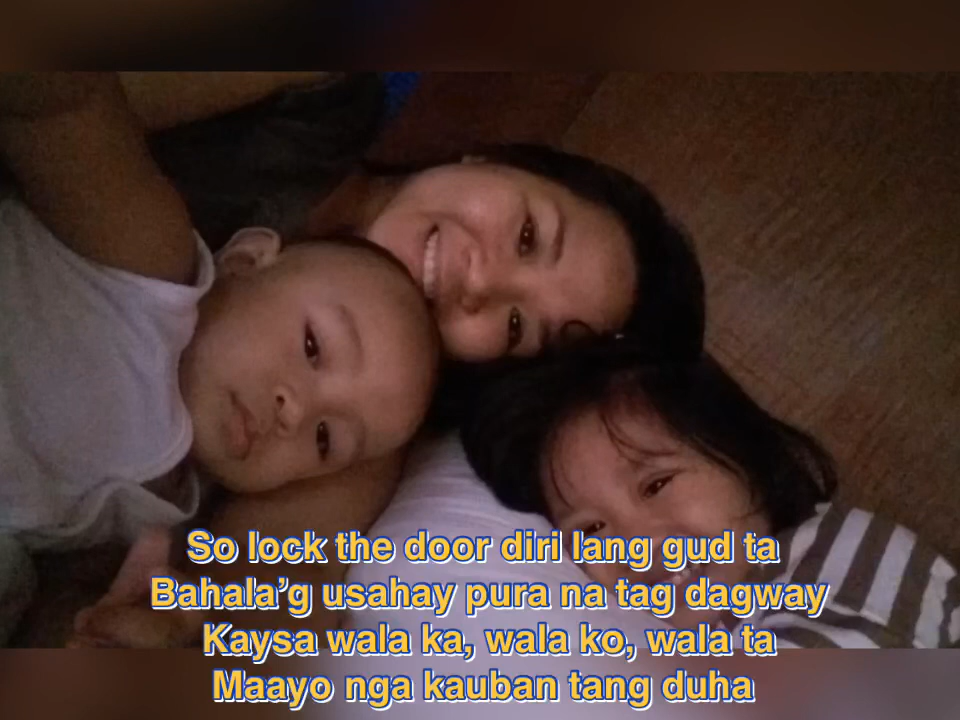 So lock the door diri lang gud ta
Bahala’g usahay pura na tag dagway
Kaysa wala ka, wala ko, wala ta
Maayo nga kauban tang duha